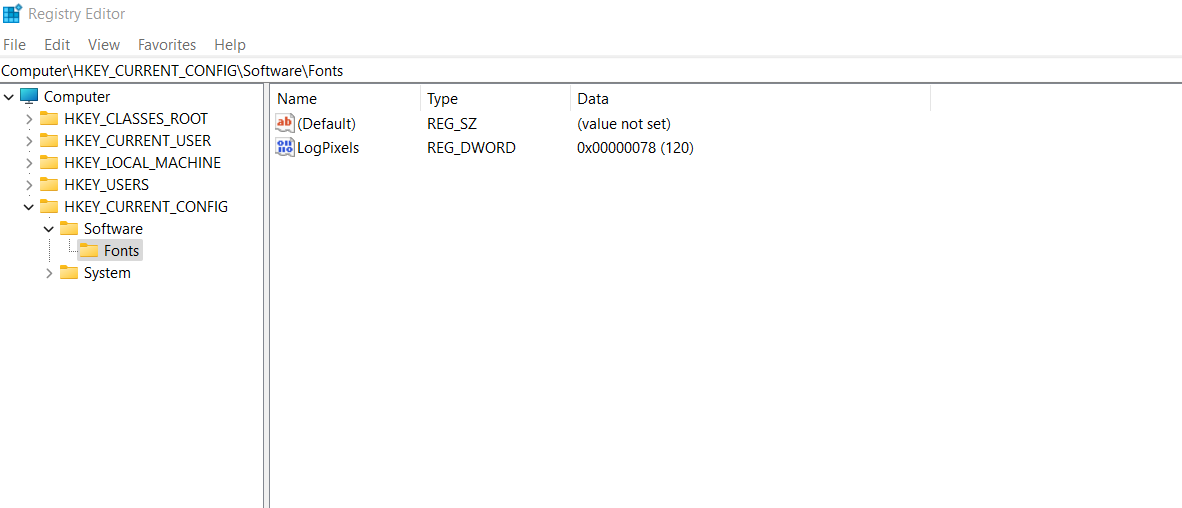 Registry Editor
File Edit View Favorites Help
Computer\HKEY_CURRENT_CONFIG\Software\Fonts
Computer
HKEY_CLASSES_ROOT
HKEY_CURRENT_USER
HKEY_LOCAL_MACHINE
HKEY_USERS
HKEY_CURRENT_CONFIG
Software
Fonts
System
Name Type Data
ab (Default) REG_SZ (value not set)
LogPixels REG_DWORD 0x00000078 (120)